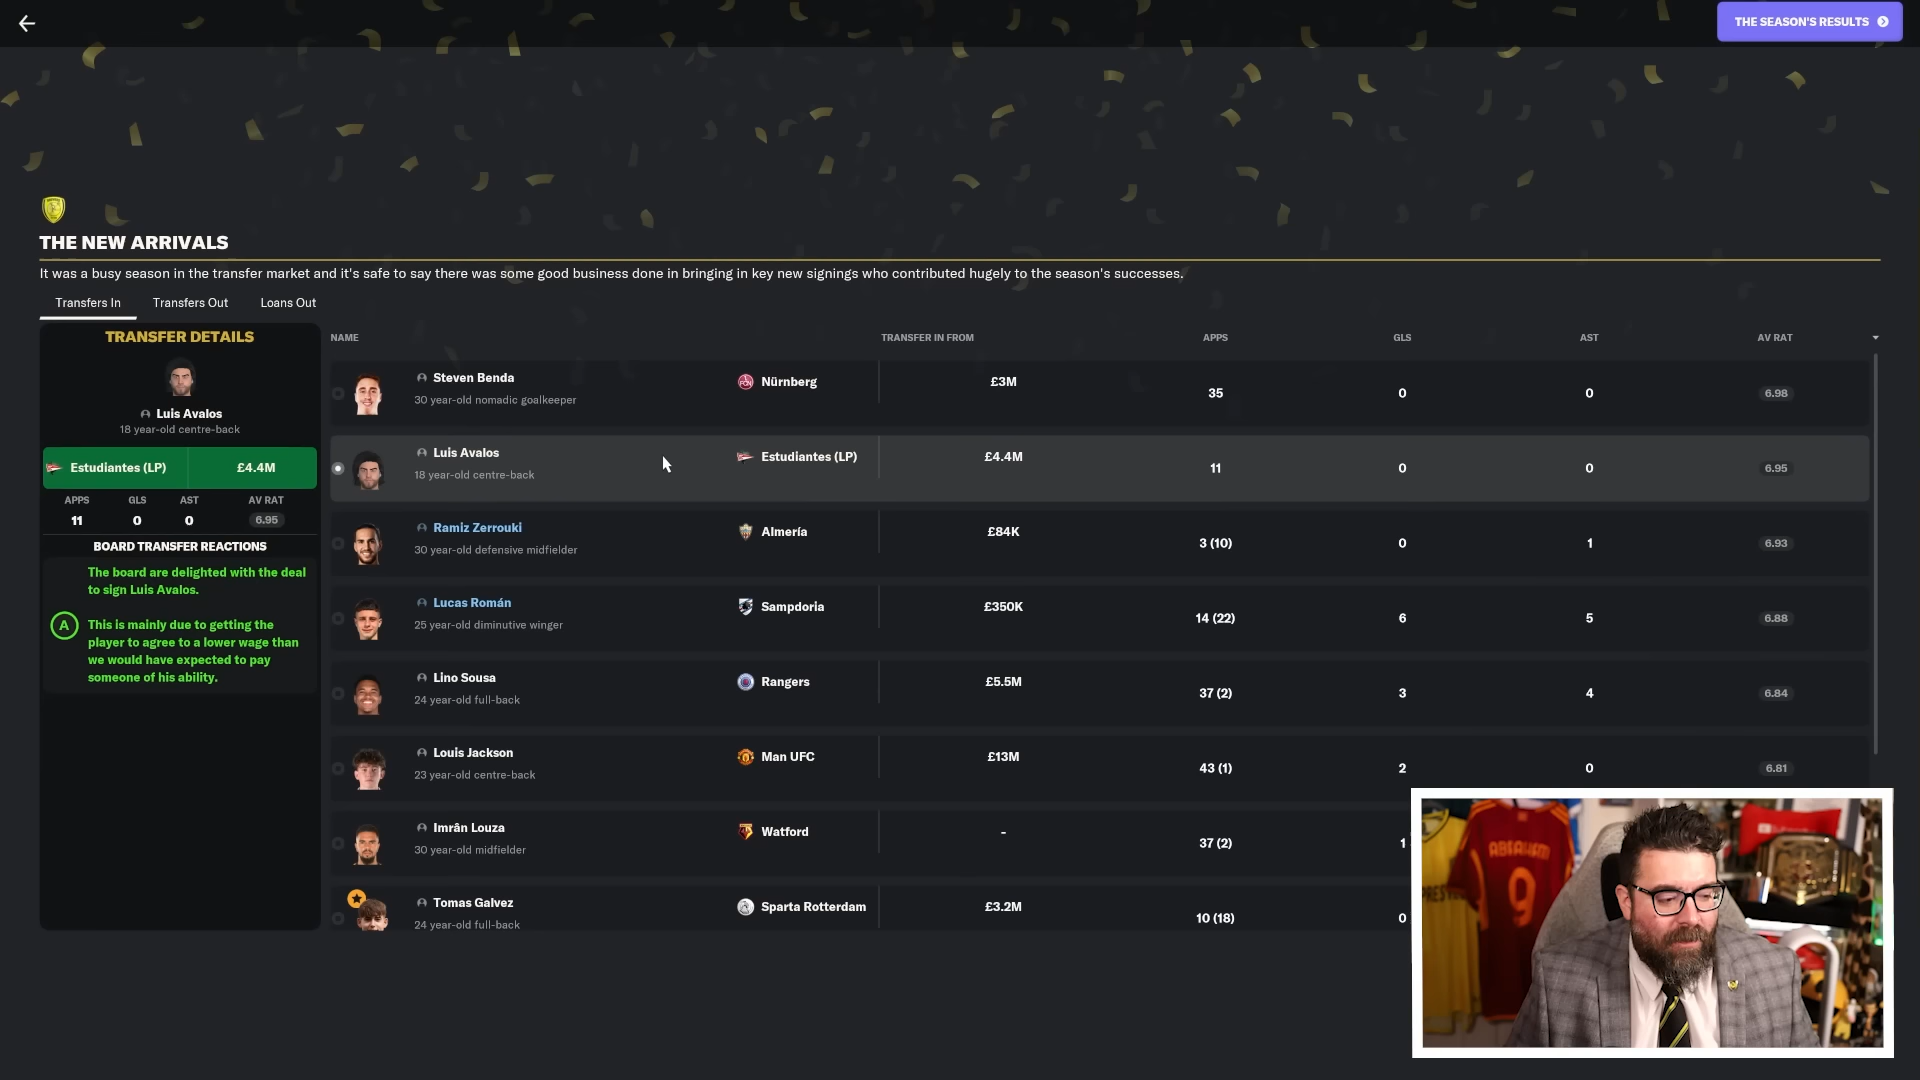 THE SEASON'S RESULTS
THE NEW ARRIVALS
It was a busy season in the transfer market and it's safe to say there was some good business done in bringing in key new signings who contributed hugely to the season's successes.
Transfers In Transfers Out Loans Out
TRANSFER DETAILS
Luis Avalos
18 year-old centre-back
Estudiantes (LP) £4.4M
APPS GLS AST AV RAT
11 0 0 6.95
BOARD TRANSFER REACTIONS
The board are delighted with the deal
to sign Luis Avalos.
A
This is mainly due to getting the
player to agree to a lower wage than
we would have expected to pay
someone of his ability.
NAME TRANSFER IN FROM APPS GLS AST AV RAT
Steven Benda Nürnberg £3M 35 0 0 6.98
30 year-old nomadic goalkeeper
Luis Avalos Estudiantes (LP) £4.4M 11 0 0 6.95
18 year-old centre-back
Ramiz Zerrouki Almería £84K 3 (10) 0 1 6.93
30 year-old defensive midfielder
Lucas Román Sampdoria £350K 14 (22) 6 5 6.88
25 year-old diminutive winger
Lino Sousa Rangers £5.5M 37 (2) 3 4 6.84
24 year-old full-back
Louis Jackson Man UFC £13M 43 (1) 2 0 6.81
23 year-old centre-back
Imrân Louza Watford - 37 (2) 1
30 year-old midfielder
Tomas Galvez Sparta Rotterdam £3.2M 10 (18) 0
24 year-old full-back
ABRAHAM
9